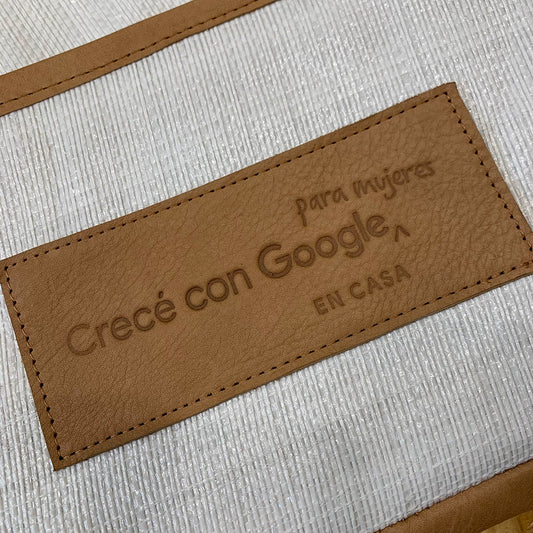 para mujeres
Crecé con Google ^
EN CASA